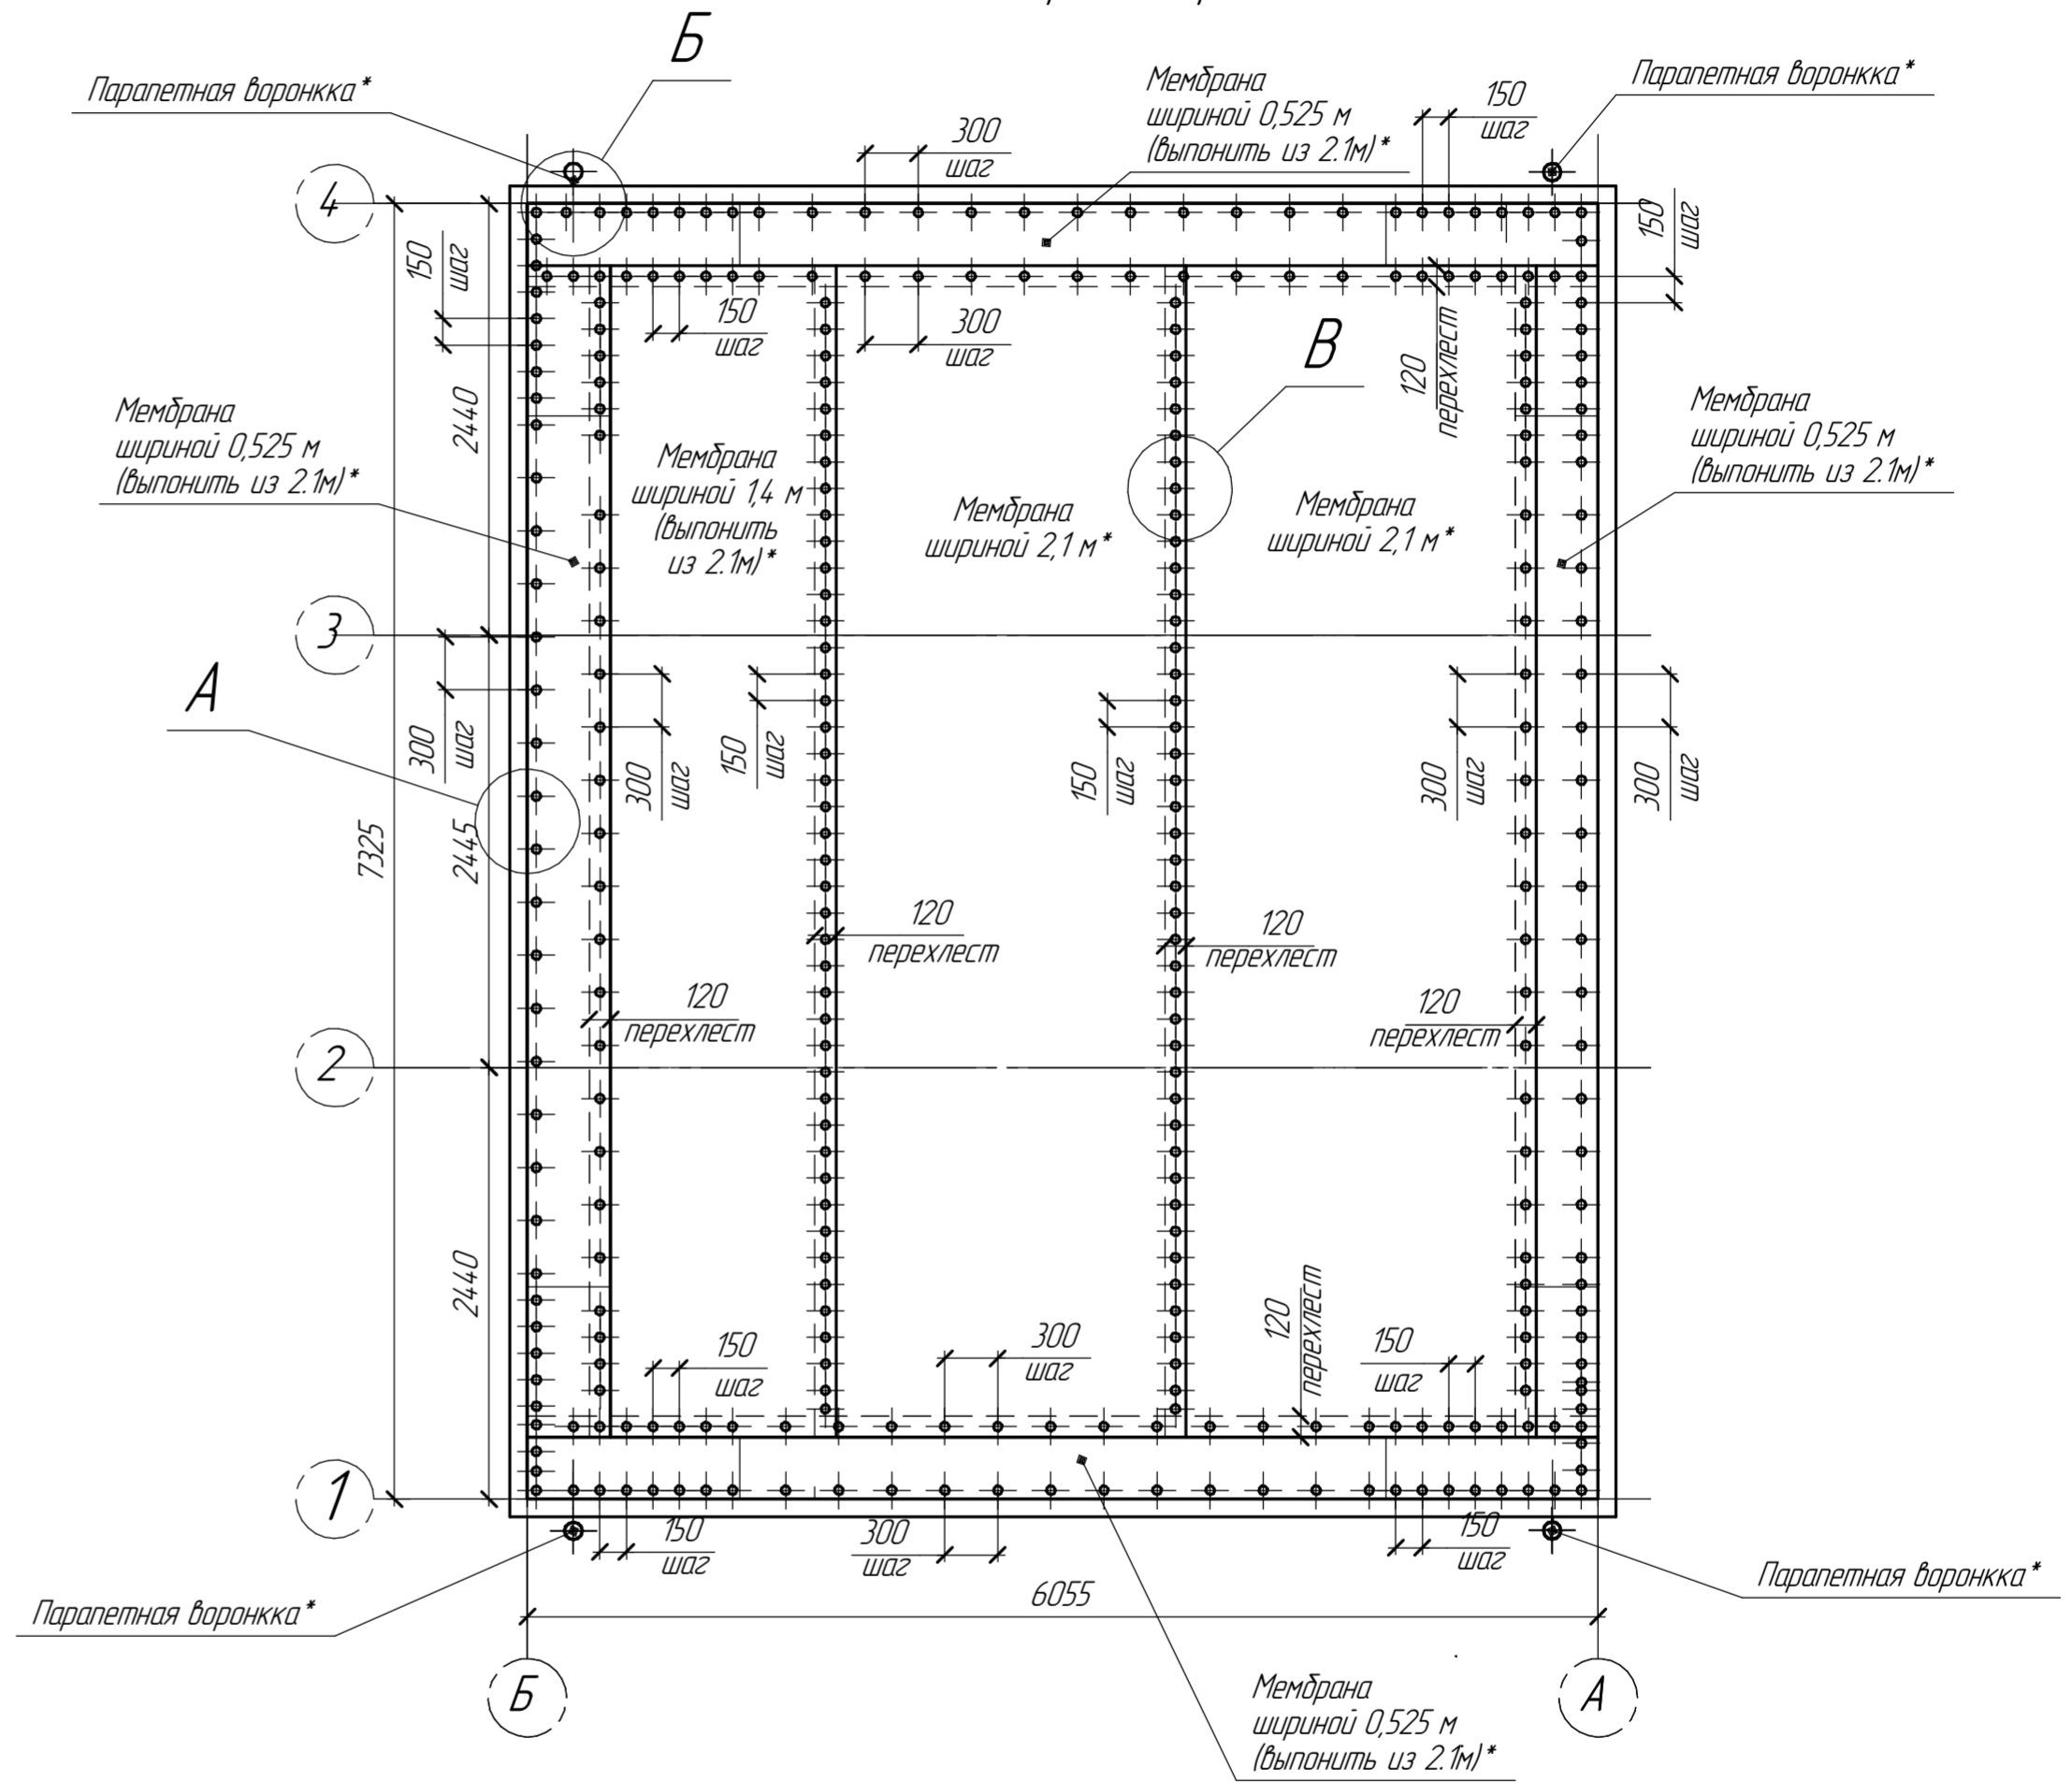 Б
Парапетная воронкка*
Мембрана
шириной 0,525 м
(выпонить из 2.1м)*
Парапетная воронкка*
300
шаг
150
шаг
4
150
шаг
150
шаг
150
шаг
300
шаг
В
120
перехлест
2440
Мембрана
шириной 0,525 м
(выпонить из 2.1м)*
Мембрана
шириной 1,4 м
(выпонить
из 2.1м)*
Мембрана
шириной 2,1 м*
Мембрана
шириной 2,1 м*
Мембрана
шириной 0,525 м
(выпонить из 2.1м)*
3
А
300
шаг
300
шаг
150
шаг
150
шаг
300
шаг
300
шаг
7325
2445
120
перехлест
120
перехлест
120
перехлест
120
перехлест
2
2440
150
шаг
300
шаг
120
перехлест
150
шаг
1
150
шаг
300
шаг
150
шаг
Парапетная воронкка*
Парапетная воронкка*
6055
Б
А
Мембрана
шириной 0,525 м
(выпонить из 2.1м)*